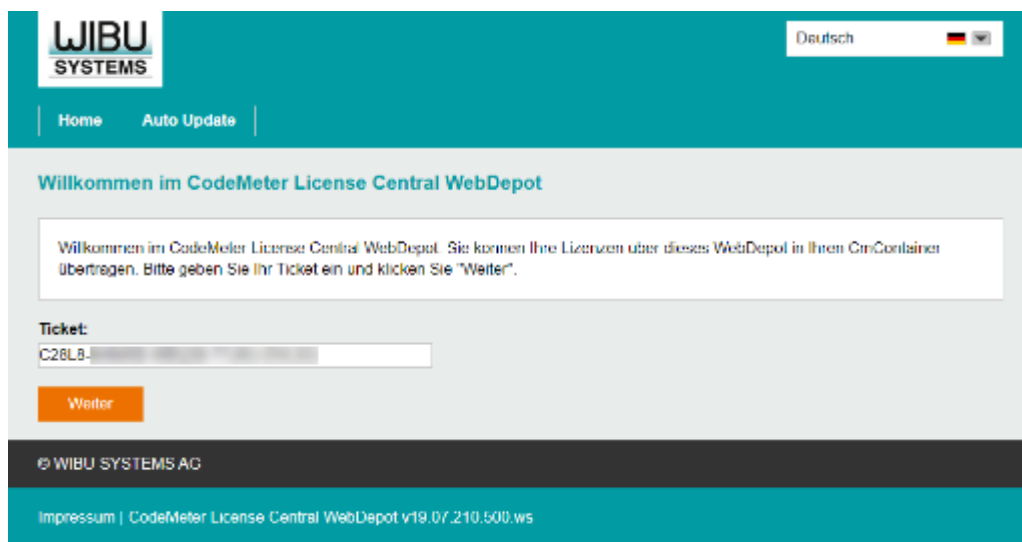 WIBU
SYSTEMS
Deutsch
Home Auto Update
Willkommen im CodeMeter License Central WebDepot
Willkommen im CodeMeter License Central WebDepot. Sie können Ihre Lizenzen über dieses WebDepot in Ihren CmContainer
übertragen. Bitte geben Sie Ihr Ticket ein und klicken Sie "Weiter".
Ticket:
C28L8-
Weiter
© WIBU SYSTEMS AG
Impressum | CodeMeter License Central WebDepot v19.07.210.500.ws